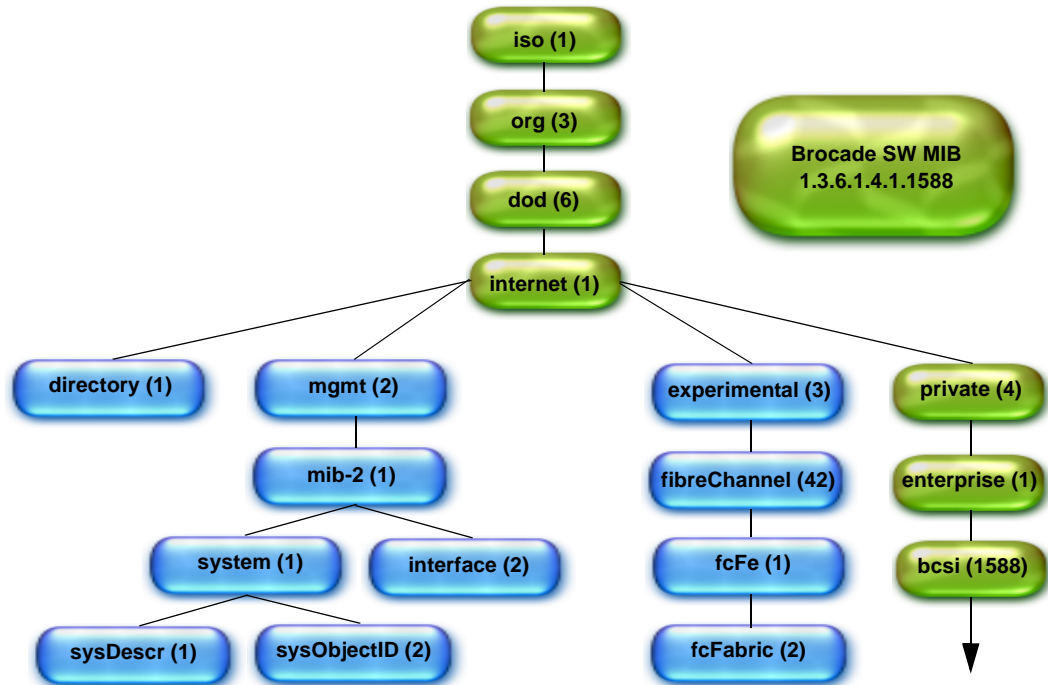 iso (1)
org (3)
Brocade SW MIB
1.3.6.1.4.1.1588
dod (6)
internet (1)
directory (1)
mgmt (2)
experimental (3)
private (4)
mib-2 (1)
fibreChannel (42)
enterprise (1)
system (1)
interface (2)
fcFe (1)
bcsi (1588)
sysDescr (1)
sysObjectID (2)
fcFabric (2)